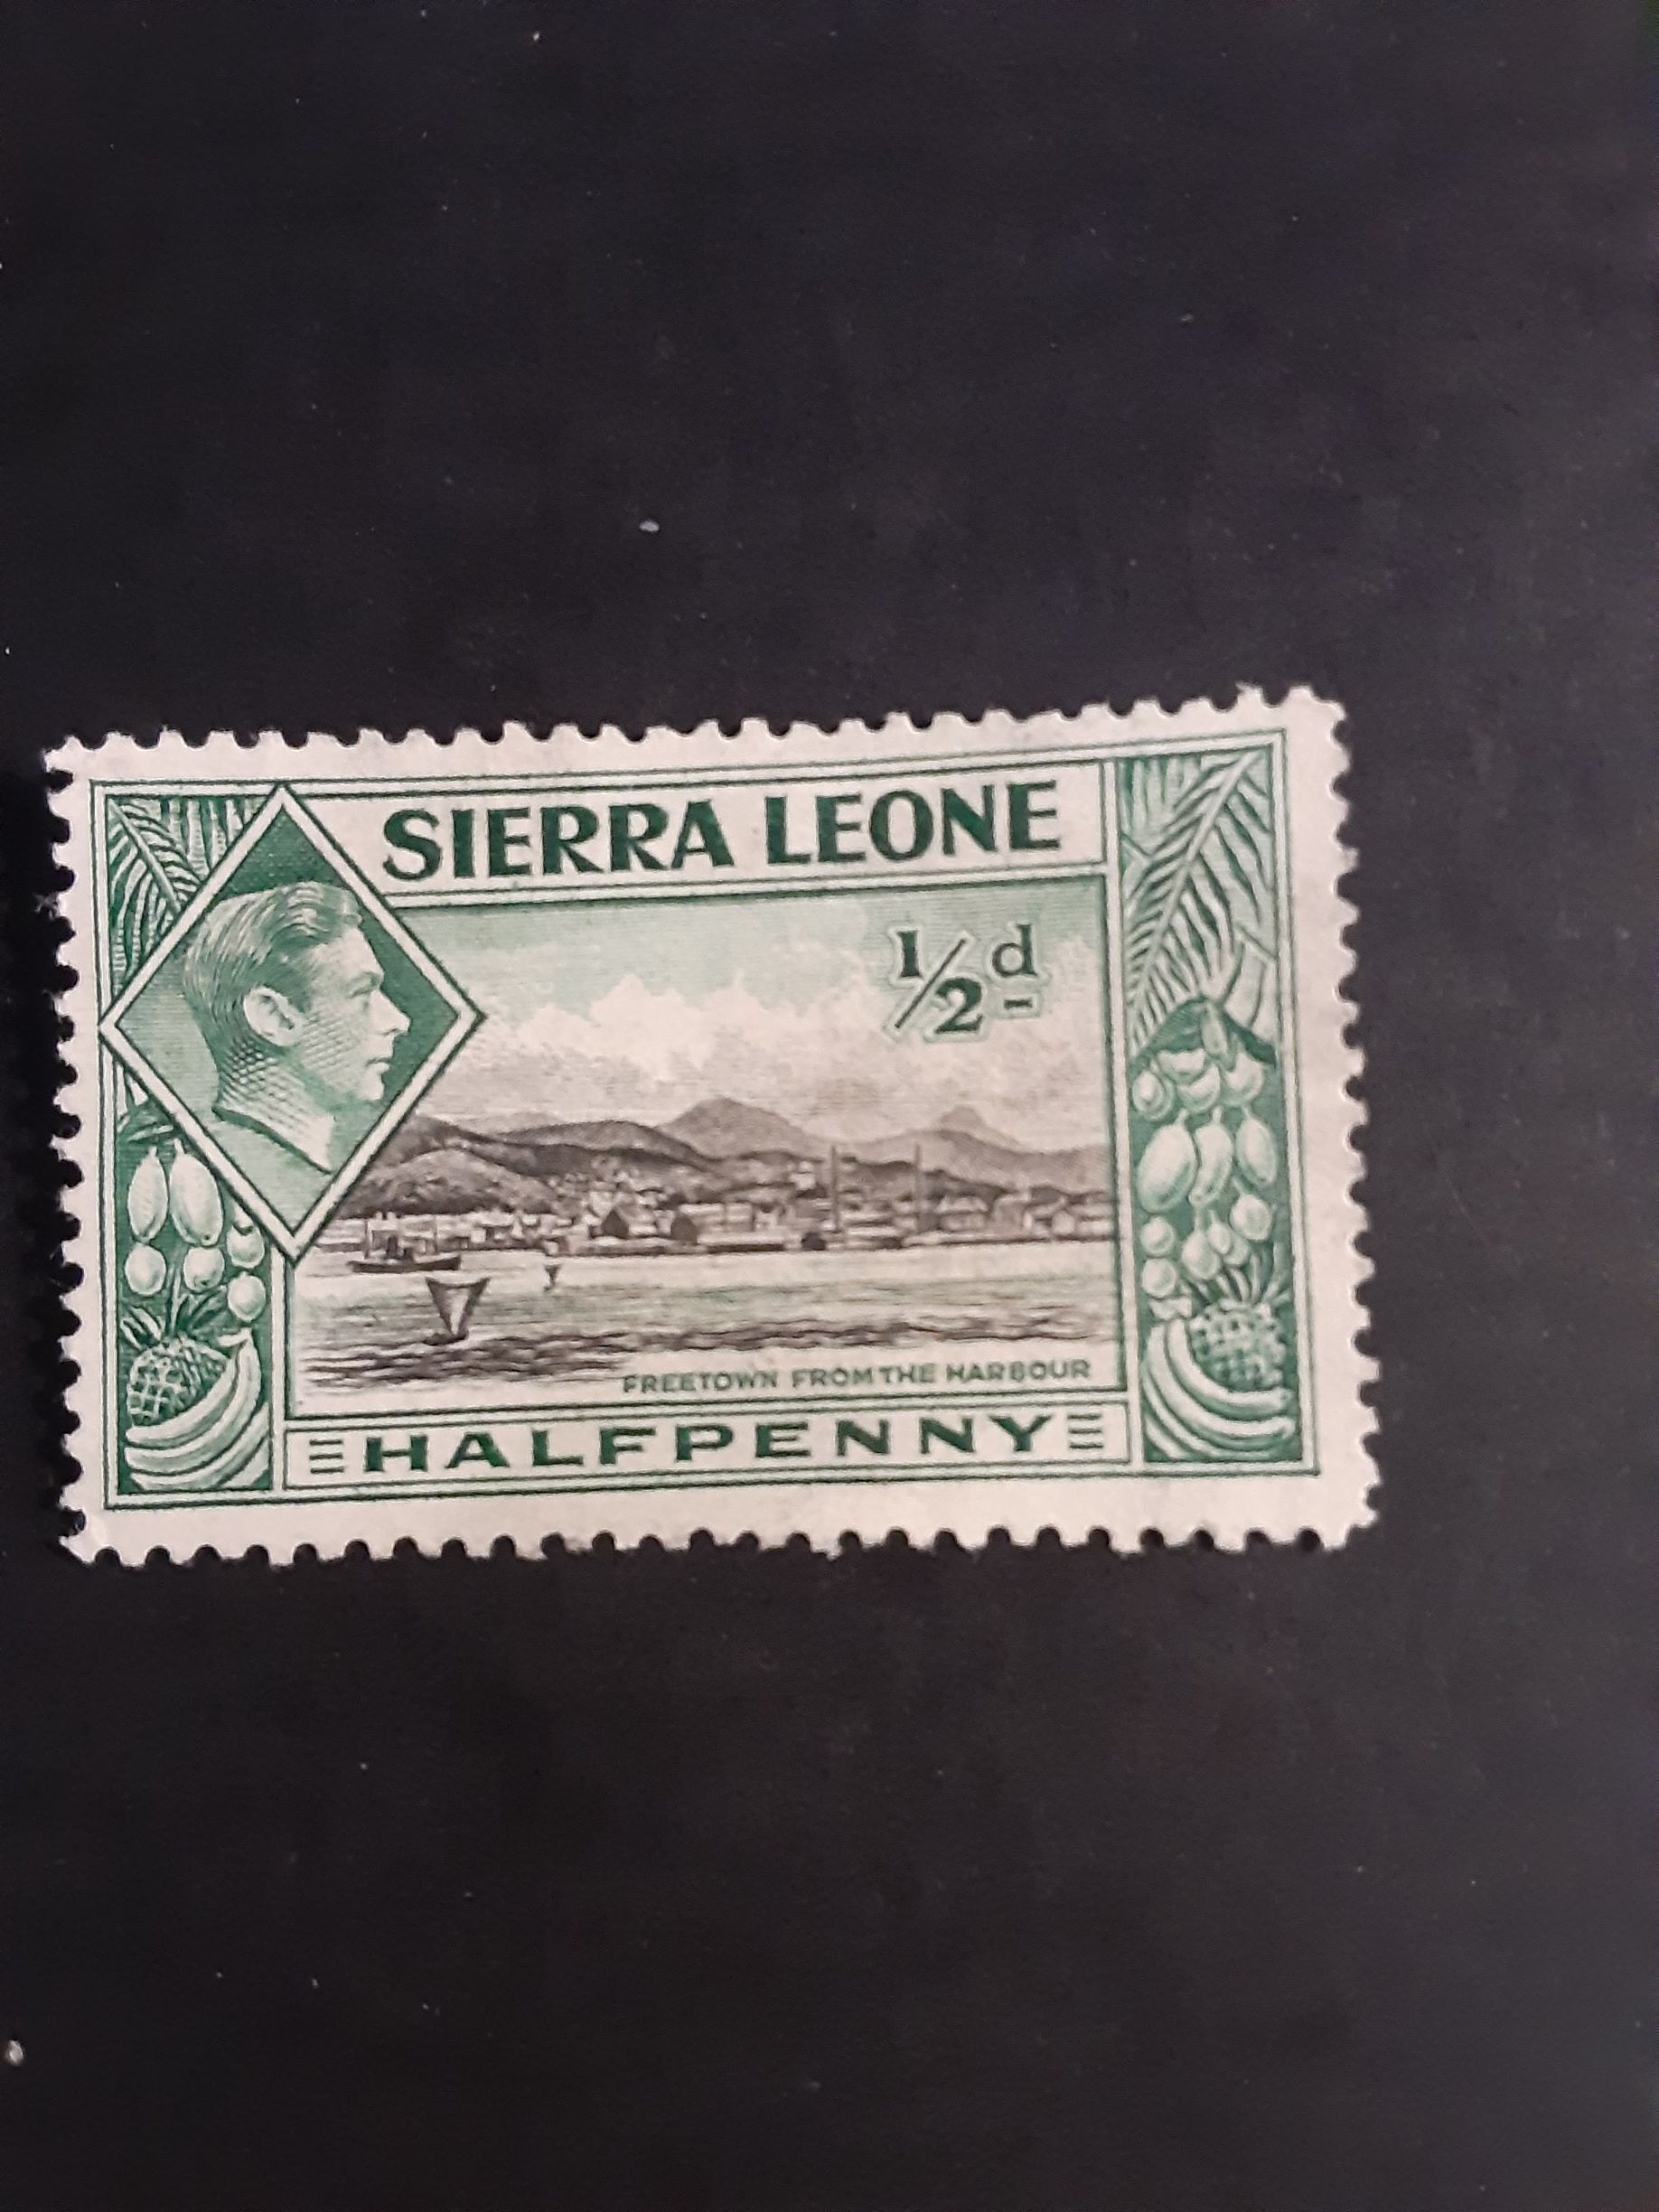 SIERRA LEONE
½d
FREETOWN FROM THE HARBOUR
HALFPENNY